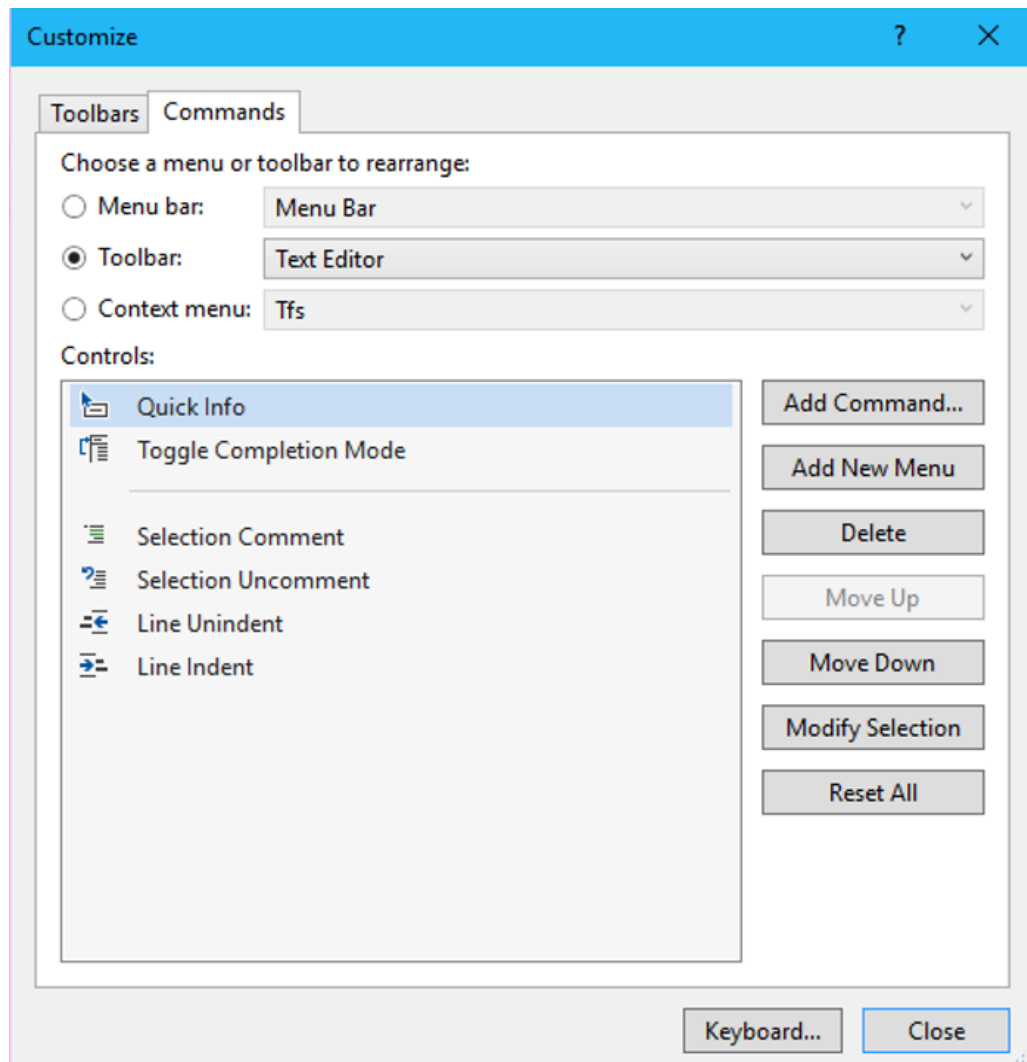 Customize ?
Toolbars Commands
Choose a menu or toolbar to rearrange:
Menu bar: Menu Bar
Toolbar: Text Editor
Context menu: Tfs
Controls:
Quick Info
Toggle Completion Mode
Selection Comment
Selection Uncomment
Line Unindent
Line Indent
Add Command...
Add New Menu
Delete
Move Up
Move Down
Modify Selection
Reset All
Keyboard... Close